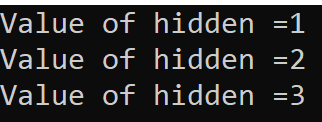 Value of hidden =1
Value of hidden =2
Value of hidden =3